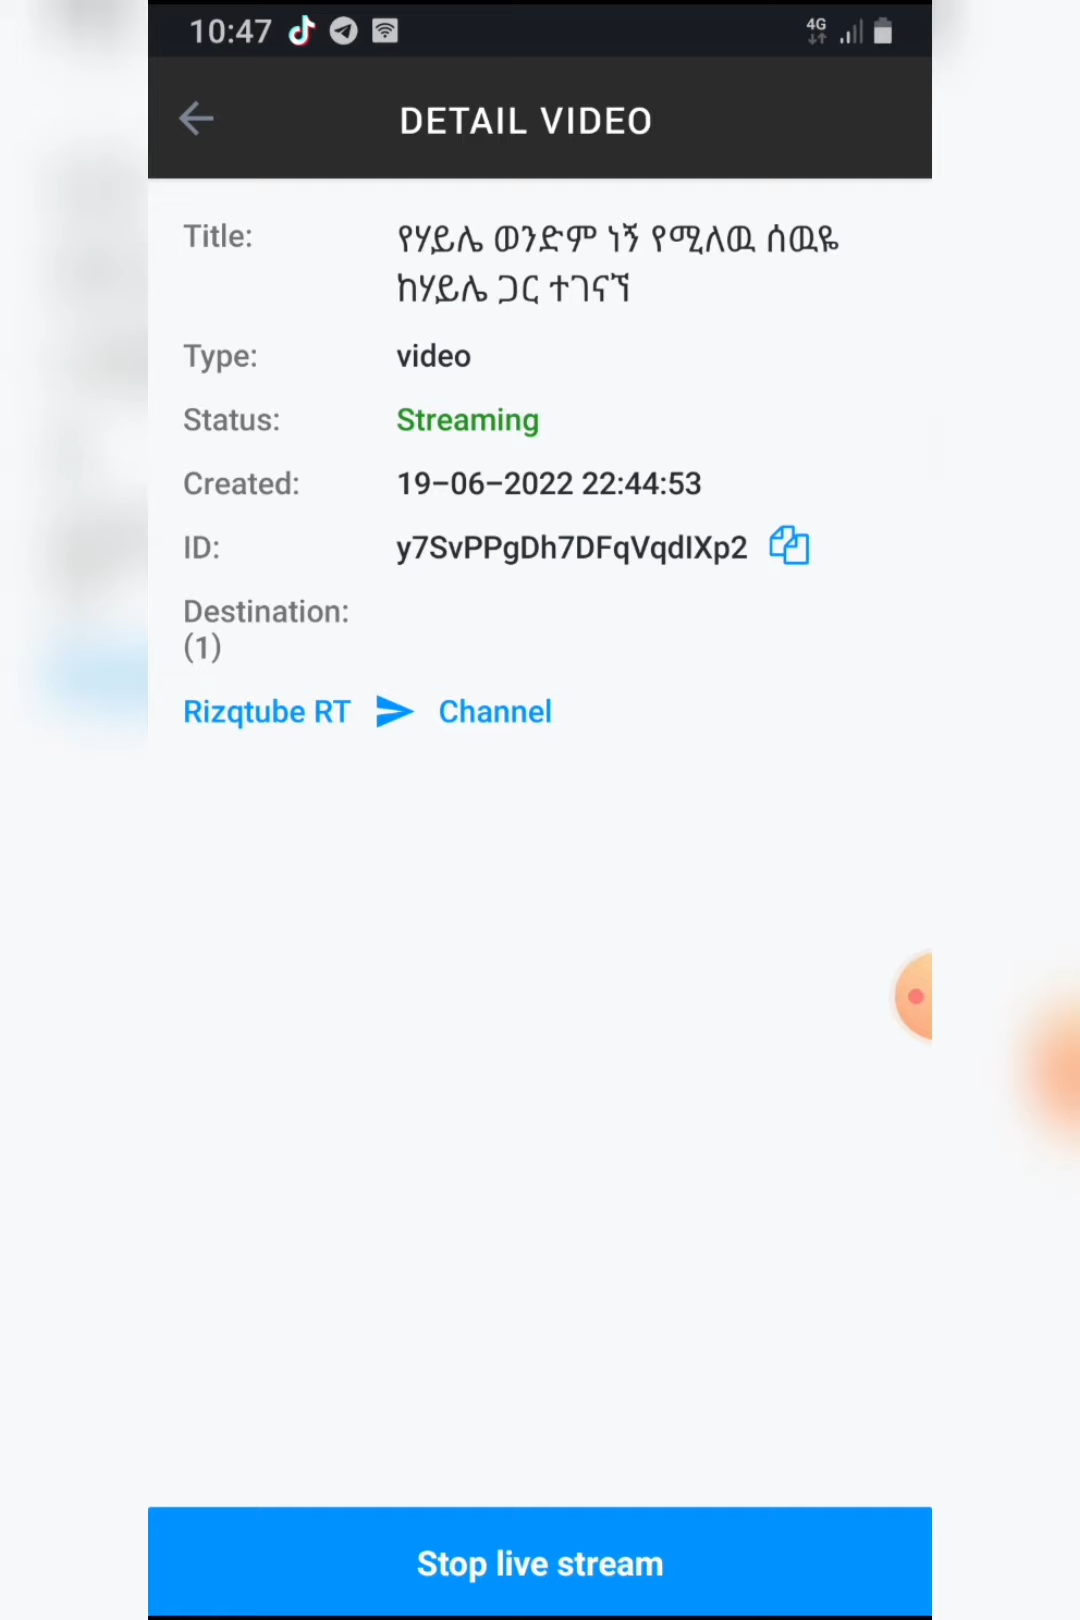 10:47
4G
DETAIL VIDEO
Title: የሃይሌ ወንድም ነኝ የሚለዉ ሰዉዬ
ከሃይሌ ጋር ተገናኘ
Type: video
Status: Streaming
Created: 19-06-2022 22:44:53
ID: y7SvPPgDh7DFqVqdIXp2
Destination:
(1)
Rizqtube RT Channel
Stop live stream